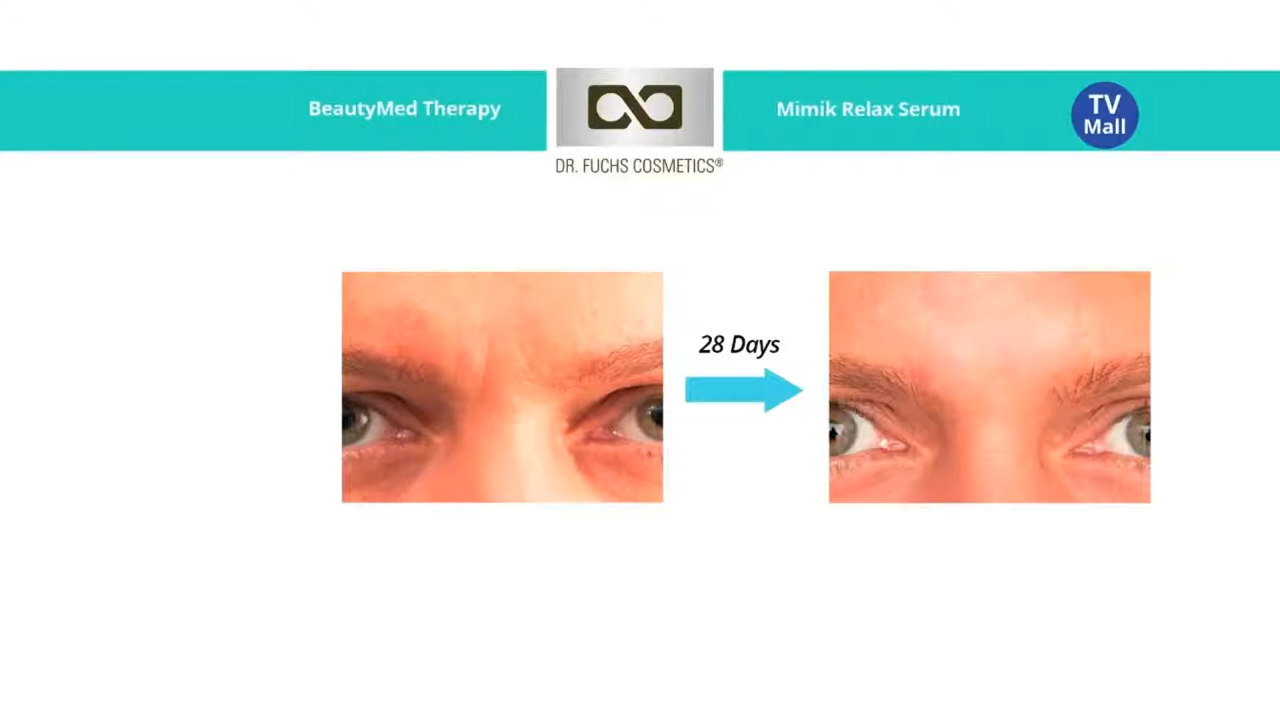 BeautyMed Therapy
Mimik Relax Serum
TV
Mall
DR. FUCHS COSMETICS®
28 Days